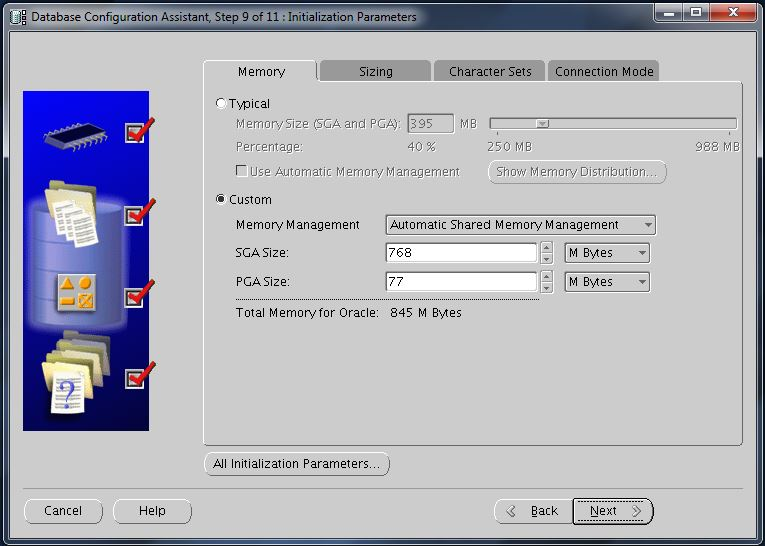 Database Configuration Assistant, Step 9 of 11 : Initialization Parameters
Memory Sizing Character Sets Connection Mode
Typical
Memory Size (SGA and PGA): 395 MB
Percentage: 40 % 250 MB 988 MB
Use Automatic Memory Management Show Memory Distribution...
Custom
Memory Management Automatic Shared Memory Management
SGA Size: 768 M Bytes
PGA Size: 77 M Bytes
Total Memory for Oracle: 845 M Bytes
?
All Initialization Parameters...
Cancel Help Back Next